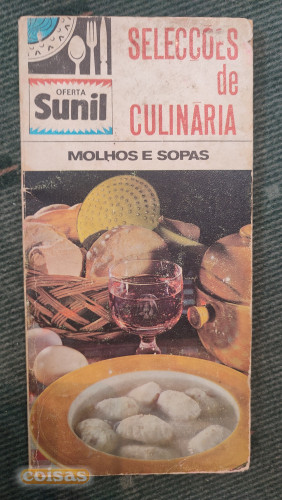 OFERTA
Sunil
SELECÇÕES
de
CULINÁRIA
MOLHOS E SOPAS
coisas